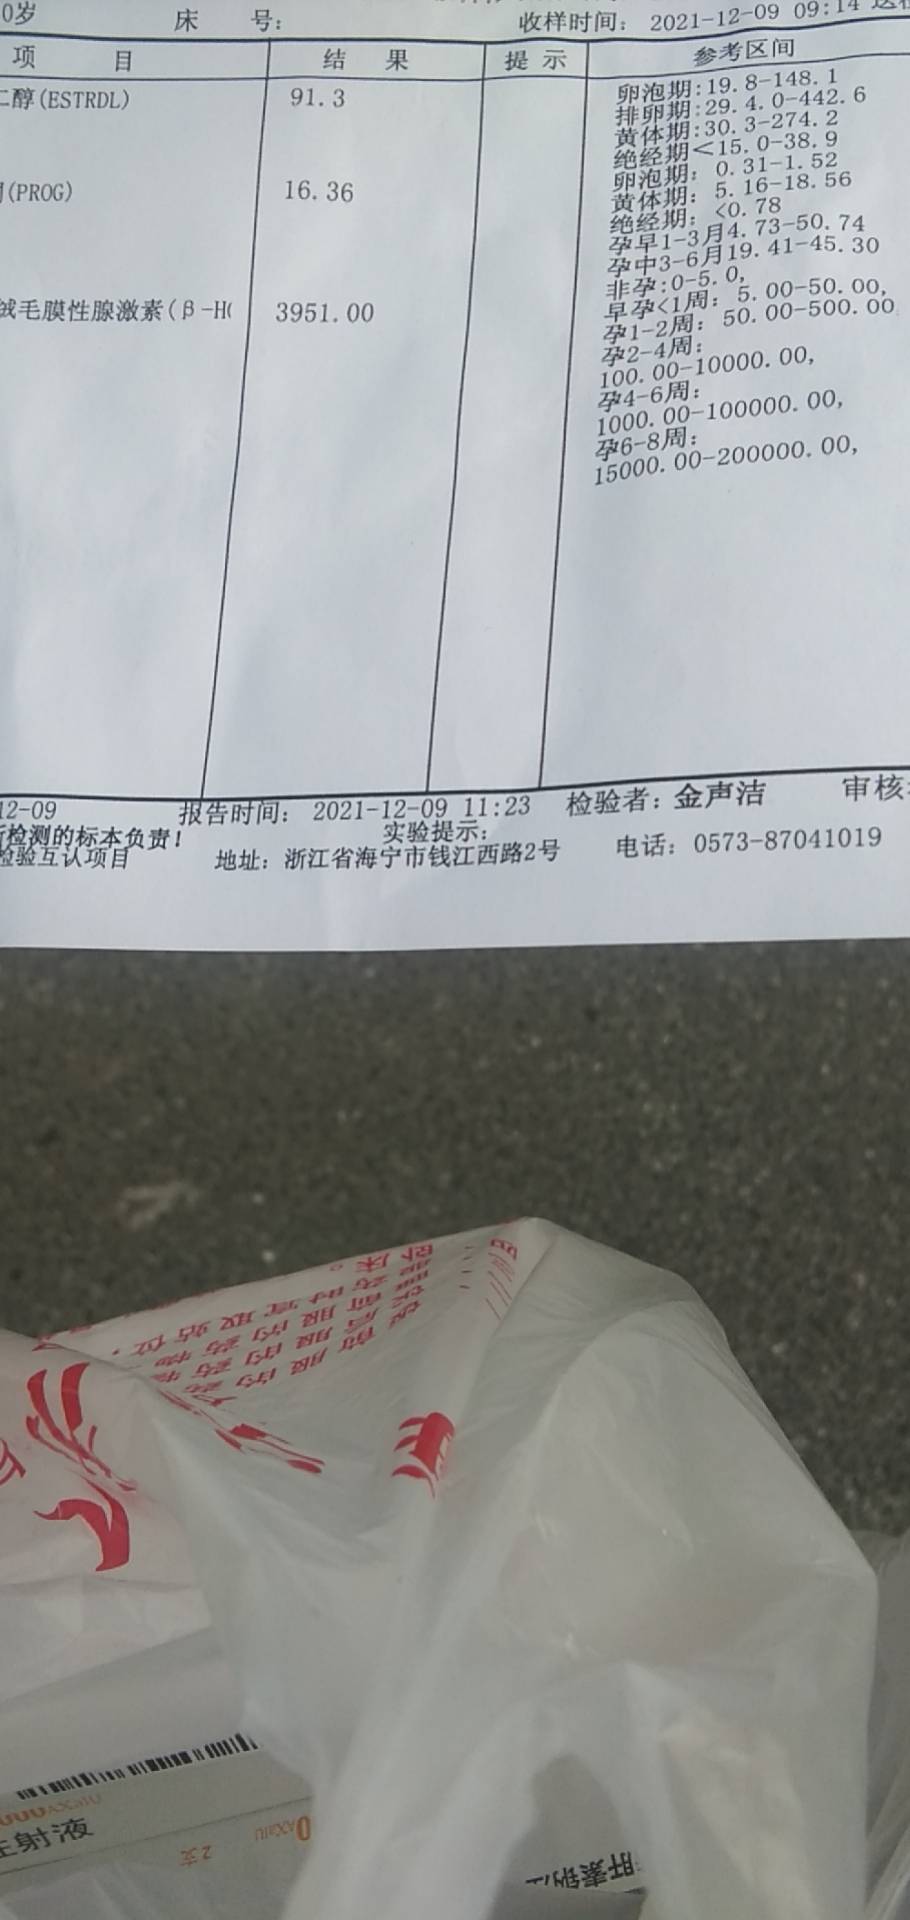 0岁 床 号: 收样时间: 2021-12-09 09:14
项 目 结 果 提 示 参考区间
二醇(ESTRDL) 91.3 卵泡期:19.8-148.1
排卵期:29.4.0-442.6
黄体期:30.3-274.2
绝经期<15.0-38.9
(PROG) 16.36 卵泡期: 0.31-1.52
黄体期: 5.16-18.56
绝经期: <0.78
孕早1-3月4.73-50.74
孕中3-6月19.41-45.30
绒毛膜性腺激素(β-H 3951.00 非孕:0-5.0,
早孕<1周: 5.00-50.00,
孕1-2周: 50.00-500.00
孕2-4周:
100.00-10000.00,
孕4-6周:
1000.00-100000.00,
孕6-8周:
15000.00-200000.00,
12-09 报告时间: 2021-12-09 11:23 检验者: 金声洁 审核
所检测的标本负责! 实验提示:
检验互认项目 地址: 浙江省海宁市钱江西路2号 电话: 0573-87041019
注射液
2支
0AXaIU
肝素钠